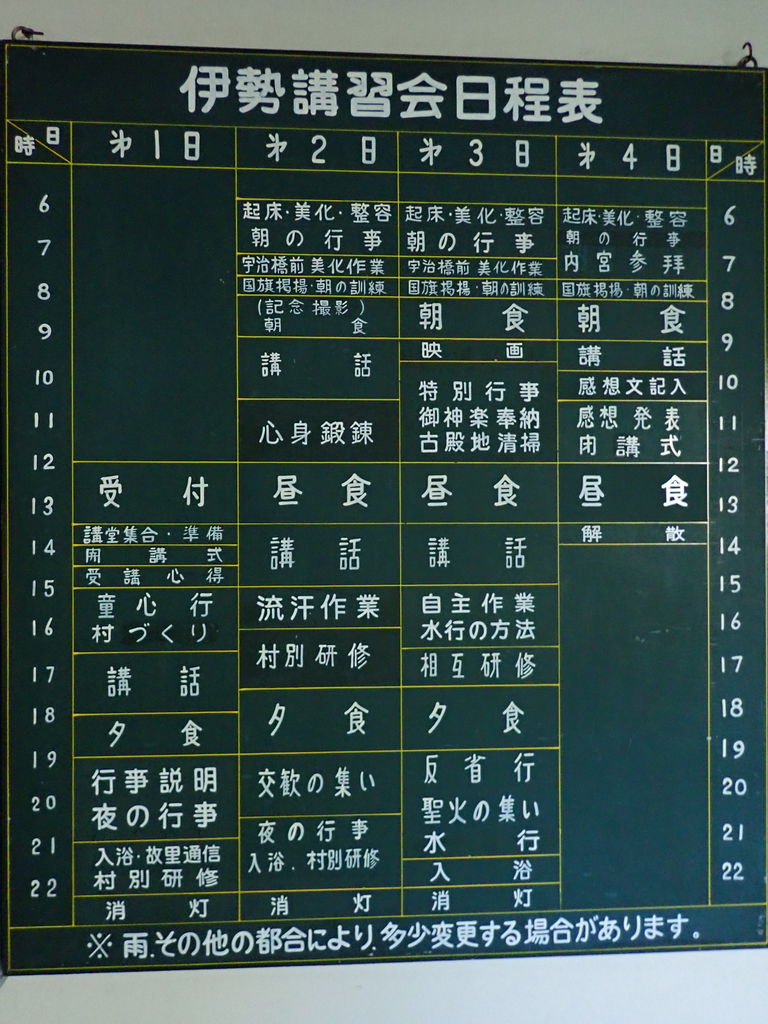 伊勢講習会日程表
時 日 第1日 第2日 第3日 第4日 日 時
6
7
8
9
10
11
12
13
14
15
16
17
18
19
20
21
22
受付
講堂集合・準備
開講式
受講心得
童心行
村づくり
講話
夕食
行事説明
夜の行事
入浴・故里通信
村別研修
消灯
起床・美化・整容
朝の行事
宇治橋前美化作業
国旗掲揚・朝の訓練
(記念撮影)
朝食
講話
心身鍛錬
昼食
講話
流汗作業
村別研修
夕食
交歓の集い
夜の行事
入浴.村別研修
消灯
起床・美化・整容
朝の行事
宇治橋前美化作業
国旗掲揚・朝の訓練
朝食
映画
特別行事
御神楽奉納
古殿地清掃
昼食
講話
自主作業
水行の方法
相互研修
夕食
反省行
聖火の集い
水行
入浴
消灯
起床・美化・整容
朝の行事
内宮参拝
国旗掲揚・朝の訓練
朝食
講話
感想文記入
感想発表
閉講式
昼食
解散
6
7
8
9
10
11
12
13
14
15
16
17
18
19
20
21
22
※雨.その他の都合により.多少変更する場合があります。